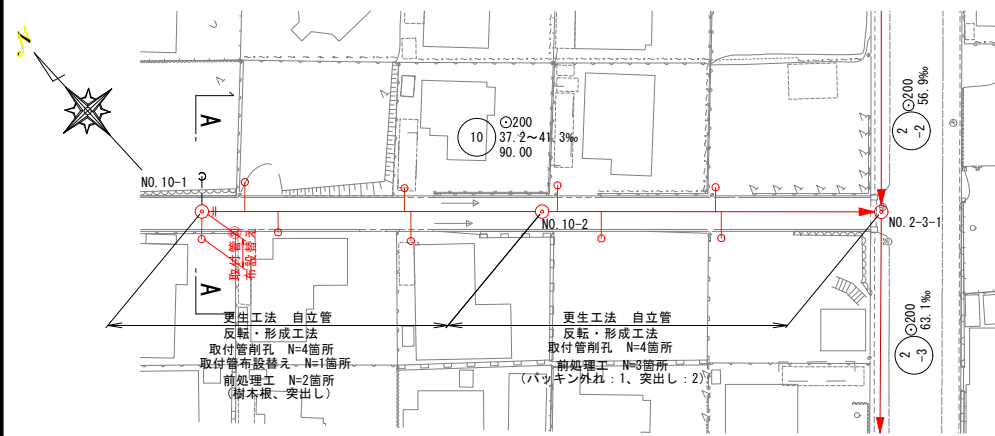 N
A
NO.10-1
10
⊙200
37.2～41.3‰
90.00
⊙200
56.9‰
2
-2
NO.10-2
NO.2-3-1
取付管の
布設替え
A
更生工法 自立管
反転・形成工法
取付管削孔 N=4箇所
取付管布設替え N=1箇所
前処理工 N=2箇所
(樹木根、突出し)
更生工法 自立管
反転・形成工法
取付管削孔 N=4箇所
前処理工 N=3箇所
(パッキン外れ：1、突出し：2)
⊙200
63.1‰
2
-3